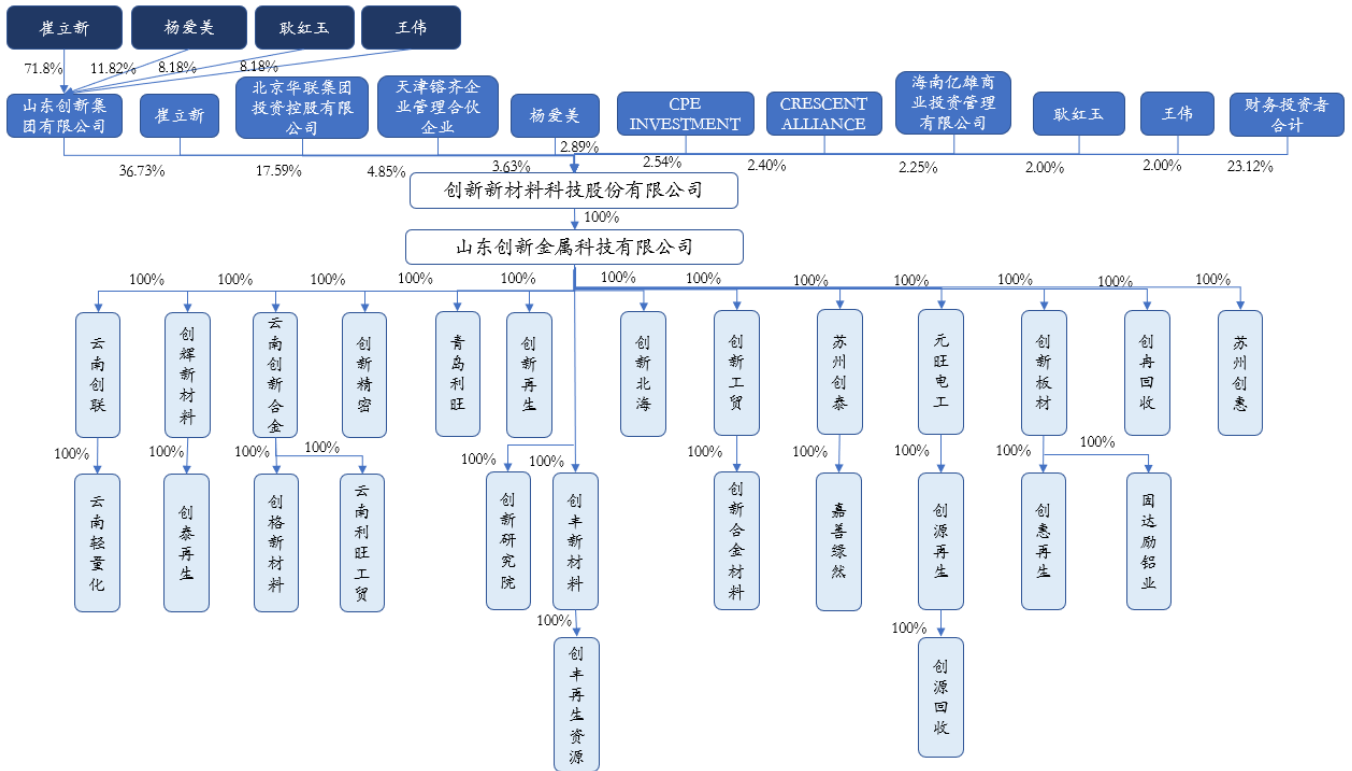 崔立新
杨爱美
耿红玉
王伟
71.8%
11.82%
8.18%
8.18%
山东创新集
团有限公司
崔立新
北京华联集团
投资控股有限
公司
天津镕齐企
业管理合伙
企业
杨爱美
CPE
INVESTMENT
CRESCENT
ALLIANCE
海南亿雄商
业投资管理
有限公司
耿红玉
王伟
财务投资者
合计
36.73%
17.59%
4.85%
3.63%
2.89%
2.54%
2.40%
2.25%
2.00%
2.00%
23.12%
创新新材料科技股份有限公司
100%
山东创新金属科技有限公司
100%
100%
100%
100%
100%
100%
100%
100%
100%
100%
100%
100%
100%
云南创联
创辉新材料
云南创新合金
创新精密
青岛利旺
创新再生
创新北海
创新工贸
苏州创泰
元旺电工
创新板材
创冉回收
苏州创惠
100%
100%
100%
100%
100%
100%
100%
100%
100%
100%
100%
云南轻量化
创泰再生
创格新材料
云南利旺工贸
创新研究院
创丰新材料
创新合金材料
嘉善绿然
创源再生
创惠再生
固达励铝业
100%
100%
创丰再生资源
创源回收